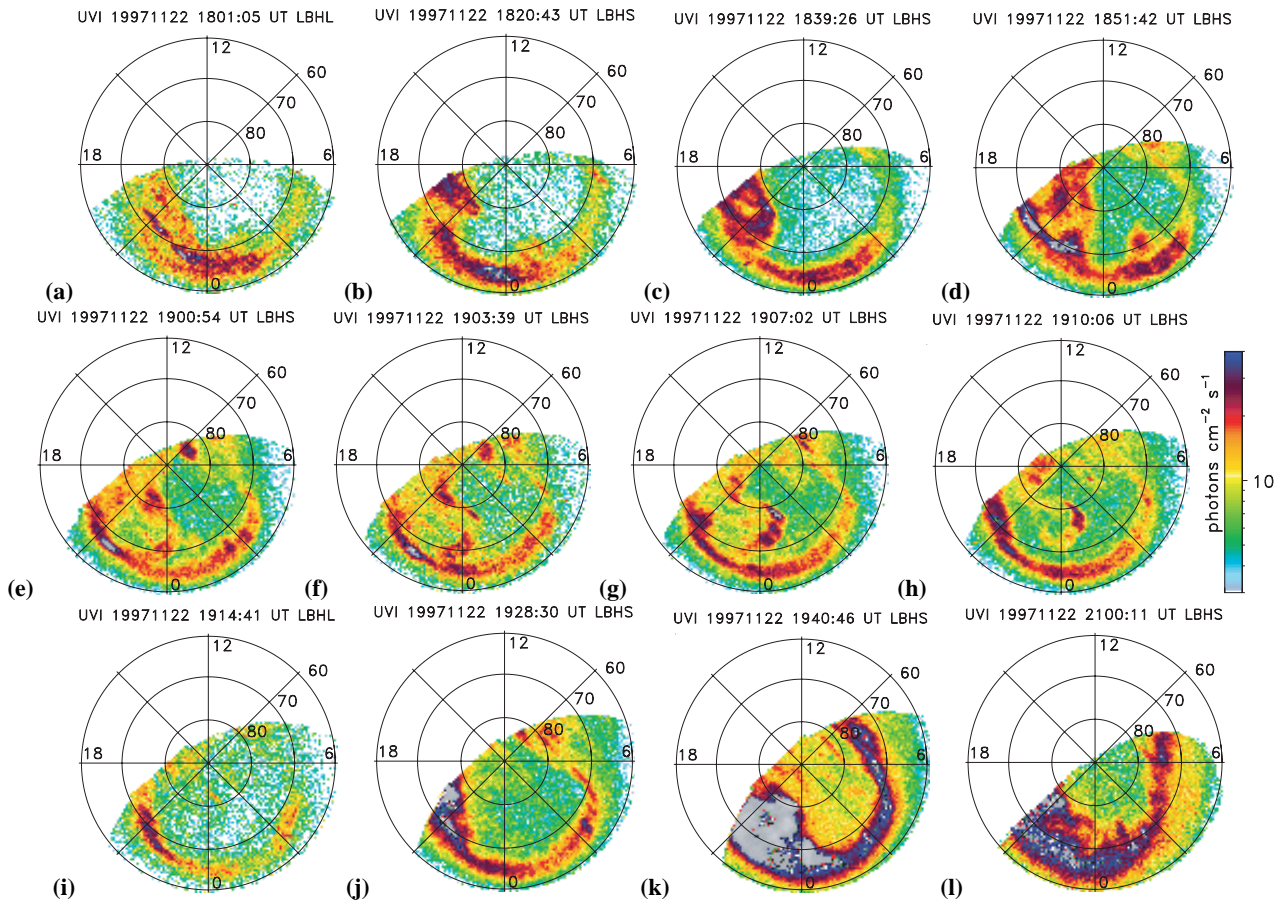 UVI 19971122 1801:05 UT LBHL
UVI 19971122 1820:43 UT LBHS
UVI 19971122 1839:26 UT LBHS
UVI 19971122 1851:42 UT LBHS
12 60 70 80 18 6 0
12 60 70 80 18 6 0
12 60 70 80 18 6 0
12 60 70 80 18 6 0
(a)
(b)
(c)
(d)
UVI 19971122 1900:54 UT LBHS
UVI 19971122 1903:39 UT LBHS
UVI 19971122 1907:02 UT LBHS
UVI 19971122 1910:06 UT LBHS
12 60 70 80 18 6 0
12 60 70 80 18 6 0
12 60 70 80 18 6 0
12 60 70 80 18 6 0
photons cm⁻² s⁻¹
10
(e)
(f)
(g)
(h)
UVI 19971122 1914:41 UT LBHL
UVI 19971122 1928:30 UT LBHS
UVI 19971122 1940:46 UT LBHS
UVI 19971122 2100:11 UT LBHS
12 60 70 80 18 6 0
12 60 70 80 18 6 0
12 60 70 80 18 6 0
12 60 70 80 18 6 0
(i)
(j)
(k)
(l)